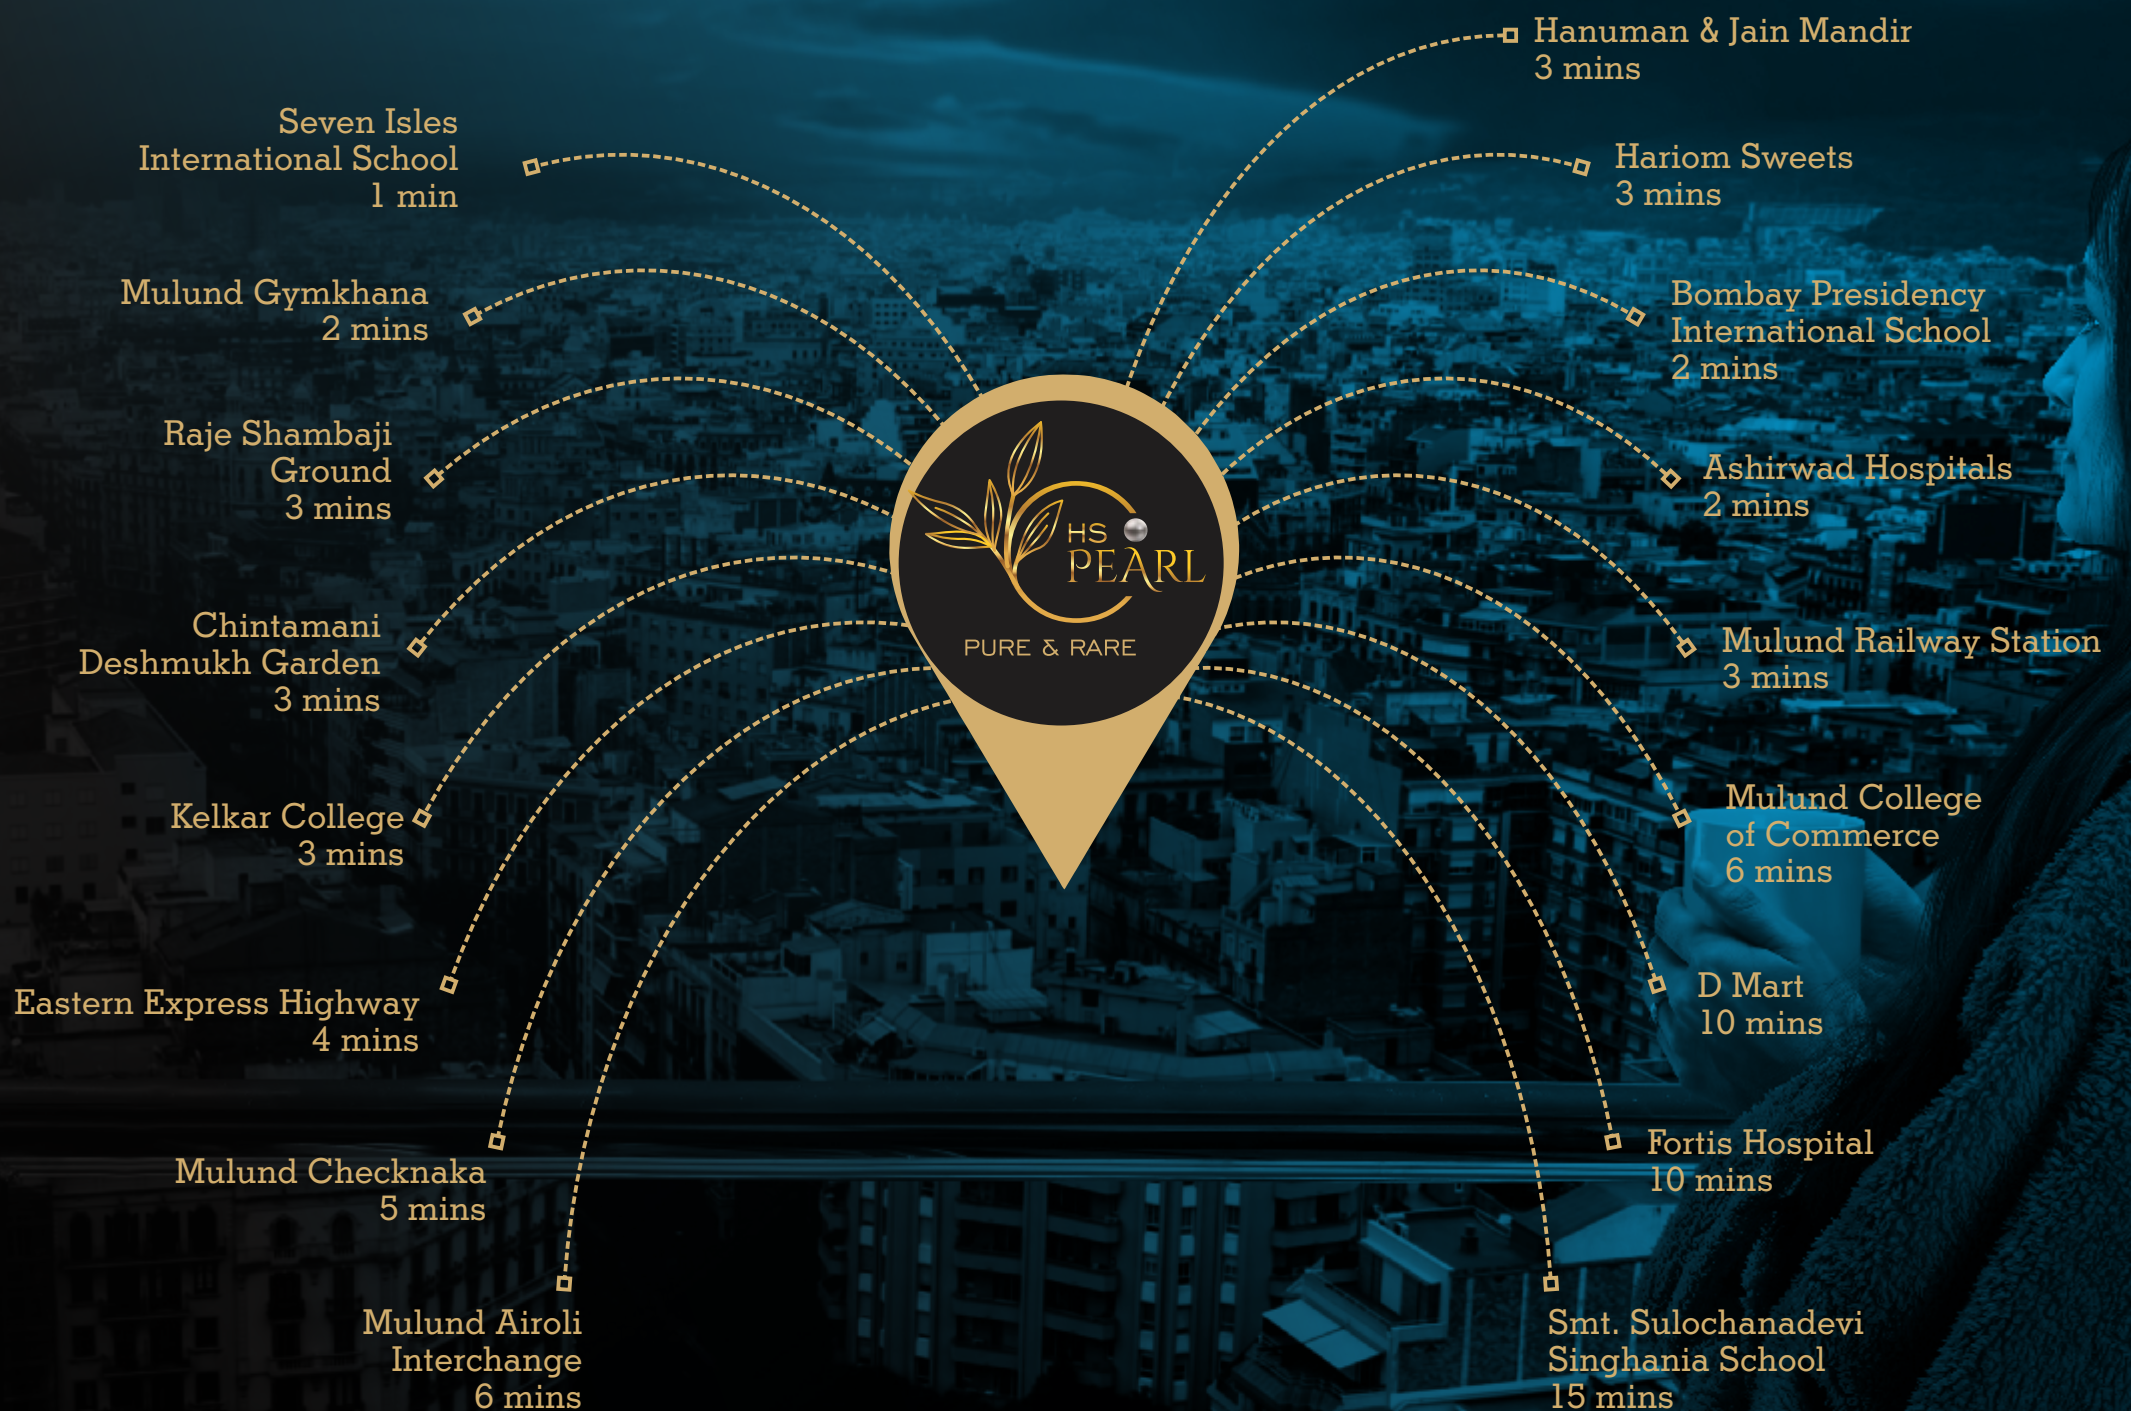 Seven Isles
International School
1 min
Mulund Gymkhana
2 mins
Raje Shambaji
Ground
3 mins
Chintamani
Deshmukh Garden
3 mins
Kelkar College
3 mins
Eastern Express Highway
4 mins
Mulund Checknaka
5 mins
Mulund Airoli
Interchange
6 mins
HS
PEARL
PURE & RARE
Hanuman & Jain Mandir
3 mins
Hariom Sweets
3 mins
Bombay Presidency
International School
2 mins
Ashirwad Hospitals
2 mins
Mulund Railway Station
3 mins
Mulund College
of Commerce
6 mins
D Mart
10 mins
Fortis Hospital
10 mins
Smt. Sulochanadevi
Singhania School
15 mins